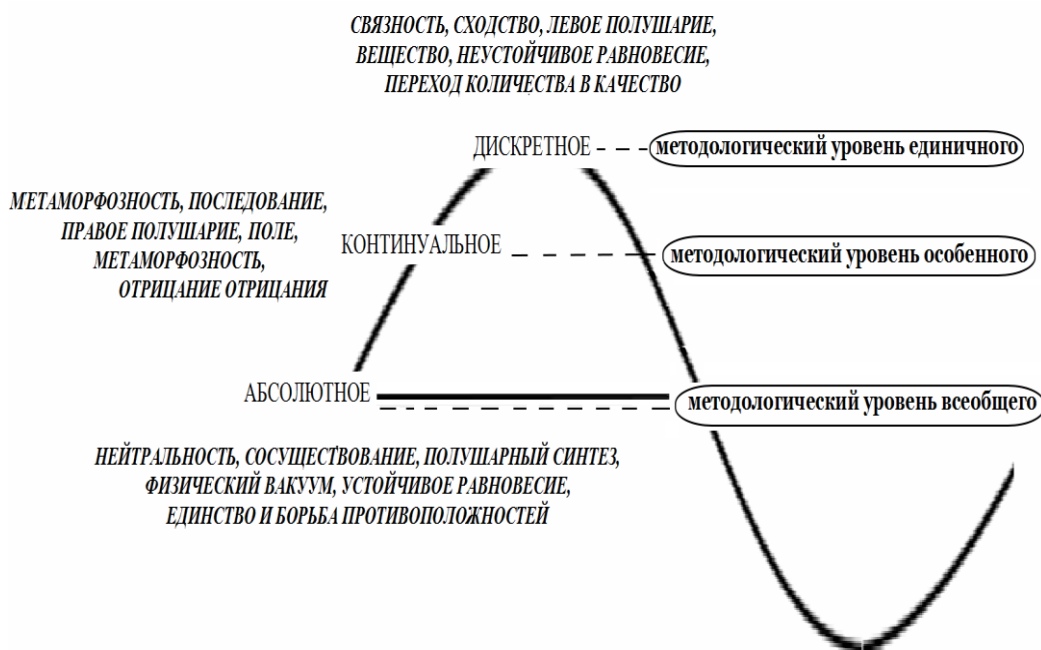 СВЯЗНОСТЬ, СХОДСТВО, ЛЕВОЕ ПОЛУШАРИЕ,
ВЕЩЕСТВО, НЕУСТОЙЧИВОЕ РАВНОВЕСИЕ,
ПЕРЕХОД КОЛИЧЕСТВА В КАЧЕСТВО
ДИСКРЕТНОЕ
методологический уровень единичного
МЕТАМОРФОЗНОСТЬ, ПОСЛЕДОВАНИЕ,
ПРАВОЕ ПОЛУШАРИЕ, ПОЛЕ,
МЕТАМОРФОЗНОСТЬ,
ОТРИЦАНИЕ ОТРИЦАНИЯ
КОНТИНУАЛЬНОЕ
методологический уровень особенного
АБСОЛЮТНОЕ
методологический уровень всеобщего
НЕЙТРАЛЬНОСТЬ, СОСУЩЕСТВОВАНИЕ, ПОЛУШАРНЫЙ СИНТЕЗ,
ФИЗИЧЕСКИЙ ВАКУУМ, УСТОЙЧИВОЕ РАВНОВЕСИЕ,
ЕДИНСТВО И БОРЬБА ПРОТИВОПОЛОЖНОСТЕЙ